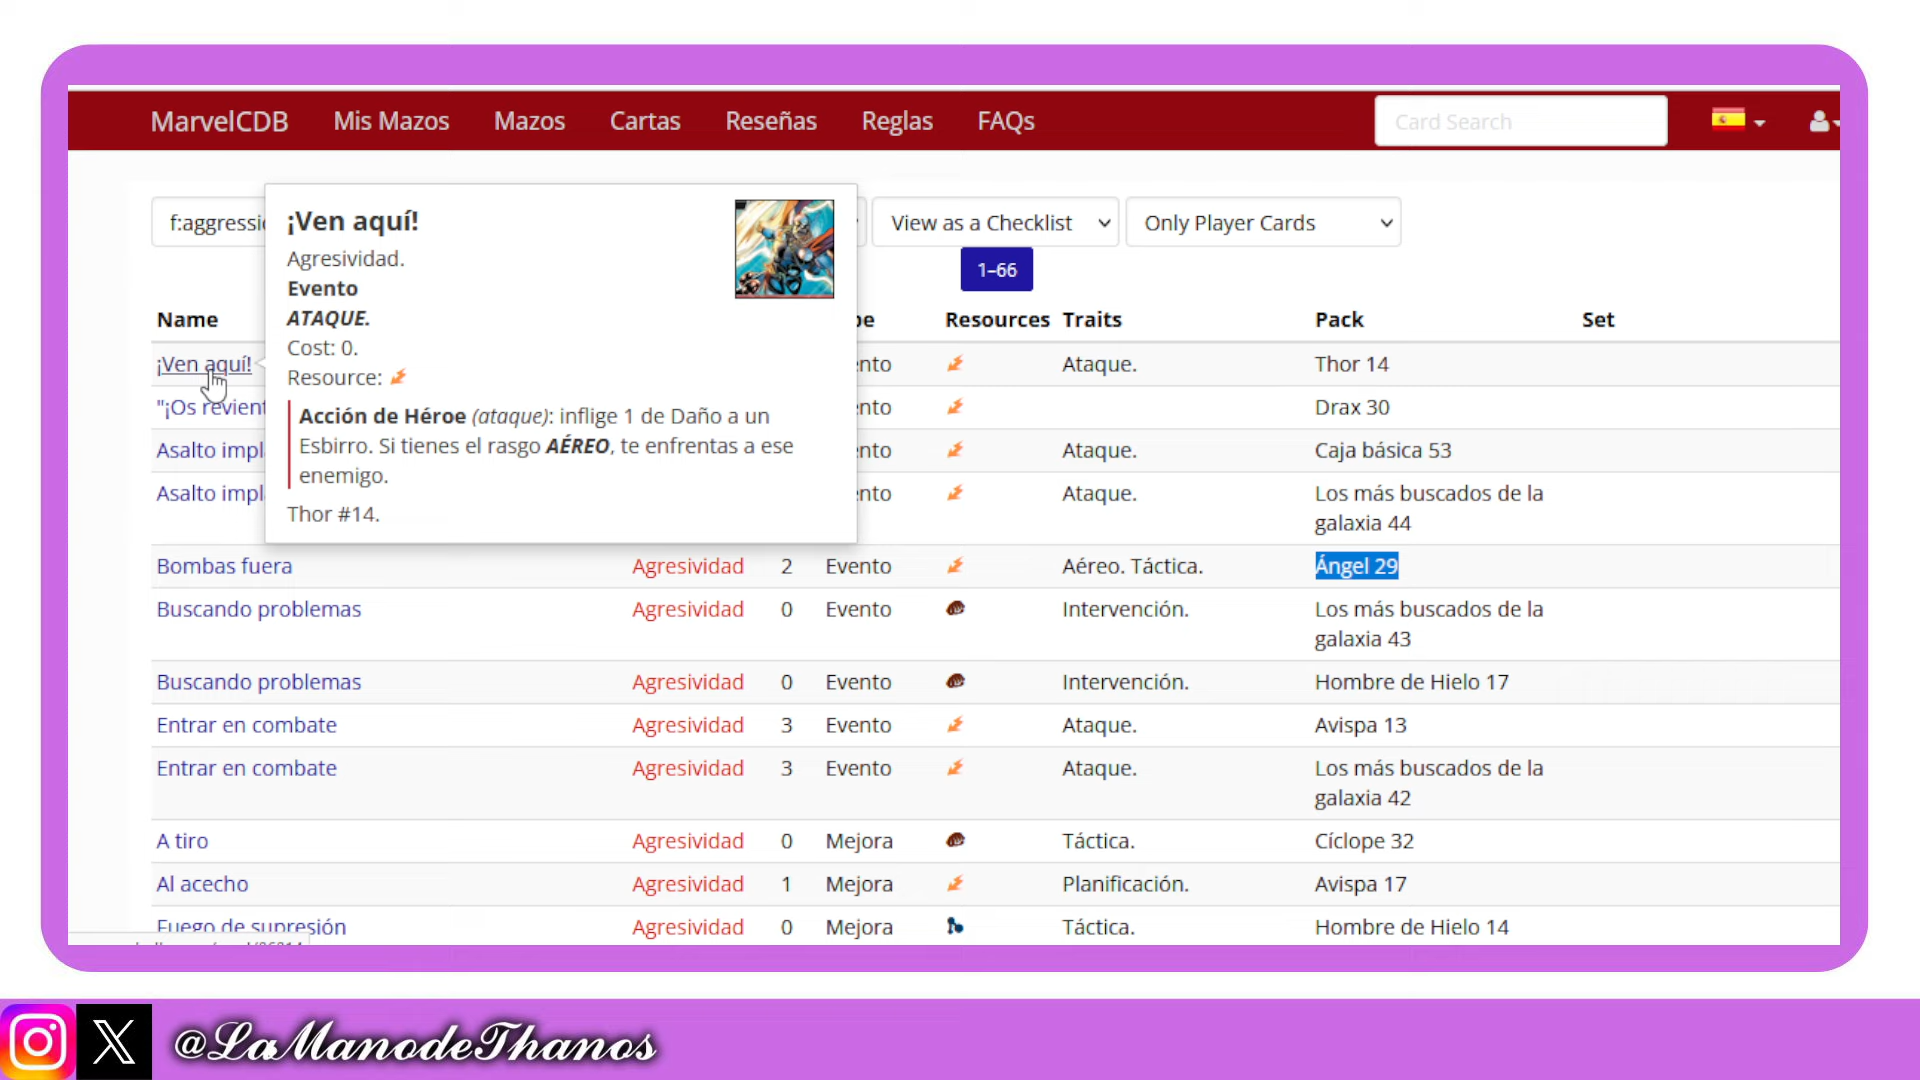 MarvelCDB Mis Mazos Mazos Cartas Reseñas Reglas FAQs Card Search
f:aggressi View as a Checklist Only Player Cards
1–66
Name Resources Traits Pack Set
¡Ven aquí!
Agresividad.
Evento
ATAQUE.
Cost: 0.
Resource:
Acción de Héroe (ataque): inflige 1 de Daño a un
Esbirro. Si tienes el rasgo AÉREO, te enfrentas a ese
enemigo.
Thor #14.
¡Ven aquí! Ataque. Thor 14
"¡Os Drax 30
Asalto Ataque. Caja básica 53
Asalto Ataque. Los más buscados de la
galaxia 44
Bombas fuera Agresividad 2 Evento Aéreo. Táctica. Ángel 29
Buscando problemas Agresividad 0 Evento Intervención. Los más buscados de la
galaxia 43
Buscando problemas Agresividad 0 Evento Intervención. Hombre de Hielo 17
Entrar en combate Agresividad 3 Evento Ataque. Avispa 13
Entrar en combate Agresividad 3 Evento Ataque. Los más buscados de la
galaxia 42
A tiro Agresividad 0 Mejora Táctica. Cíclope 32
Al acecho Agresividad 1 Mejora Planificación. Avispa 17
Fuego de supresión Agresividad 0 Mejora Táctica. Hombre de Hielo 14
@LaManodeThanos